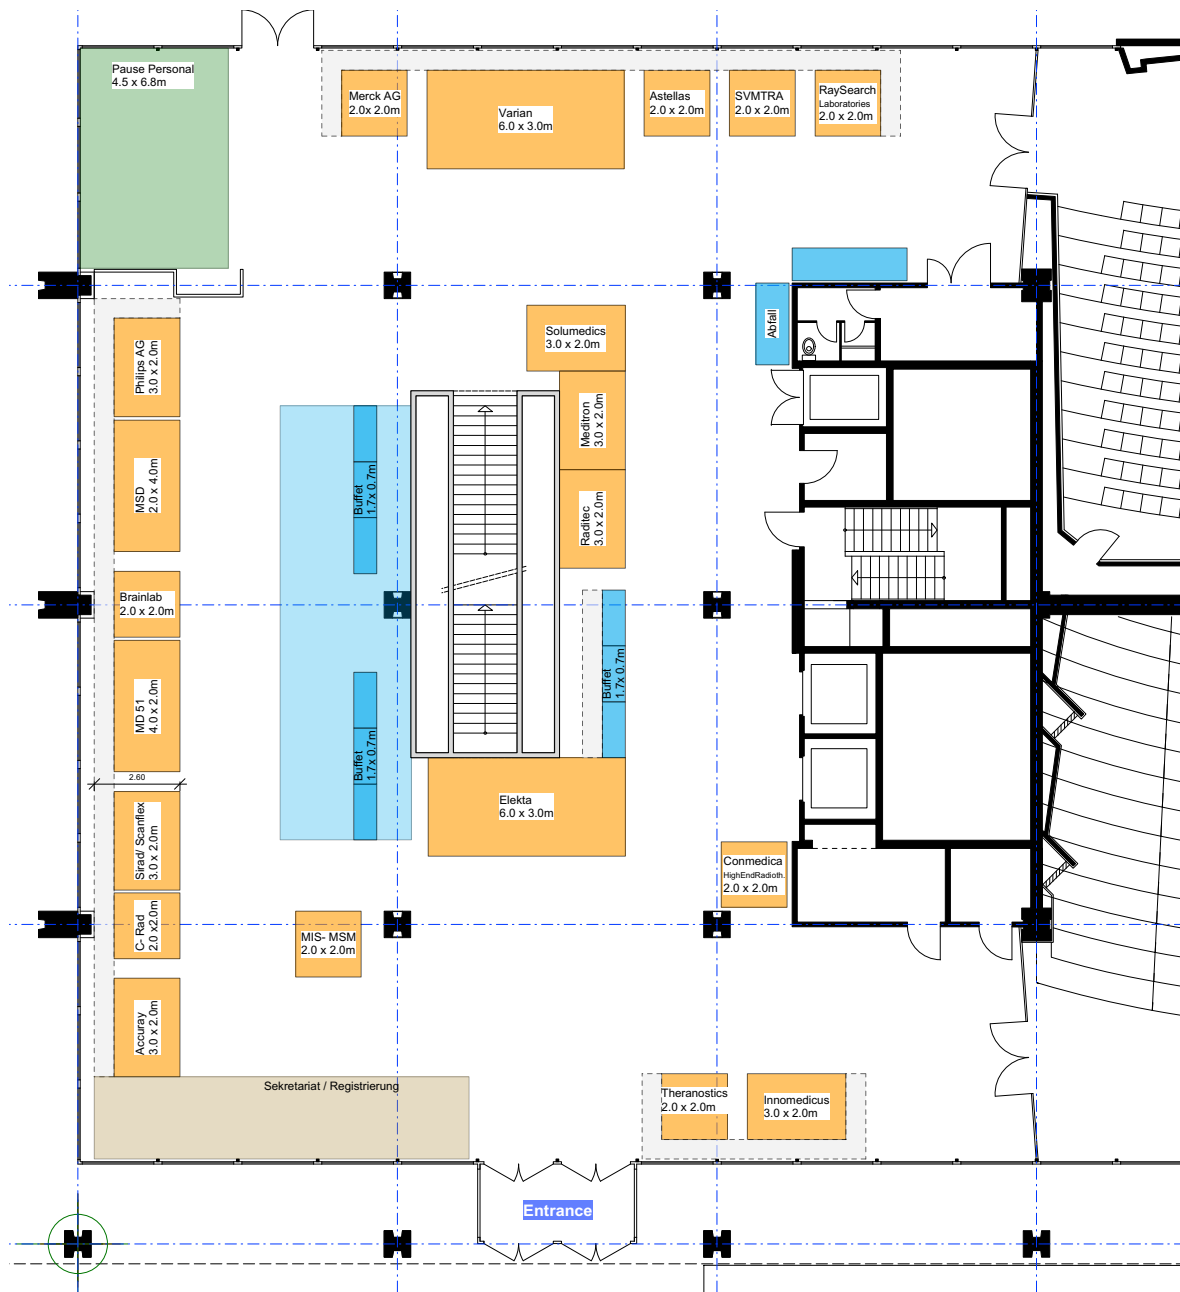 Pause Personal
4.5 x 6.8m
Merck AG
2.0x 2.0m
Varian
6.0 x 3.0m
Astellas
2.0 x 2.0m
SVMTRA
2.0 x 2.0m
RaySearch
Laboratories
2.0 x 2.0m
Abfall
Solumedics
3.0 x 2.0m
Philips AG
3.0 x 2.0m
Meditron
3.0 x 2.0m
MSD
2.0 x 4.0m
Buffet
1.7x 0.7m
Raditec
3.0 x 2.0m
Brainlab
2.0 x 2.0m
MD 51
4.0 x 2.0m
Buffet
1.7x 0.7m
Buffet
1.7x 0.7m
2.60
Elekta
6.0 x 3.0m
Sirad/ Scanflex
3.0 x 2.0m
Conmedica
HighEndRadioth.
2.0 x 2.0m
C- Rad
2.0 x2.0m
MIS- MSM
2.0 x 2.0m
Accuray
3.0 x 2.0m
Sekretariat / Registrierung
Theranostics
2.0 x 2.0m
Innomedicus
3.0 x 2.0m
Entrance